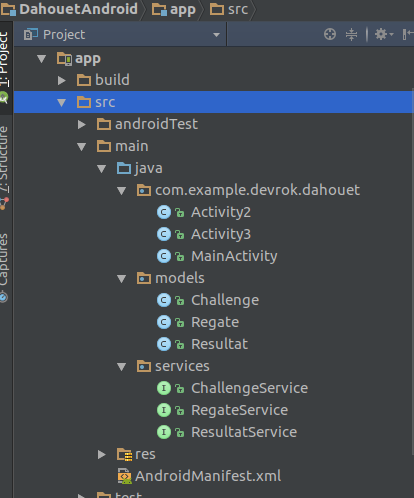 DahouetAndroid app src
1: Project
Project
app
build
src
androidTest
main
java
com.example.devrok.dahouet
C Activity2
C Activity3
C MainActivity
models
C Challenge
C Regate
C Resultat
services
I ChallengeService
I RegateService
I ResultatService
res
AndroidManifest.xml
test
7: Structure
Captures